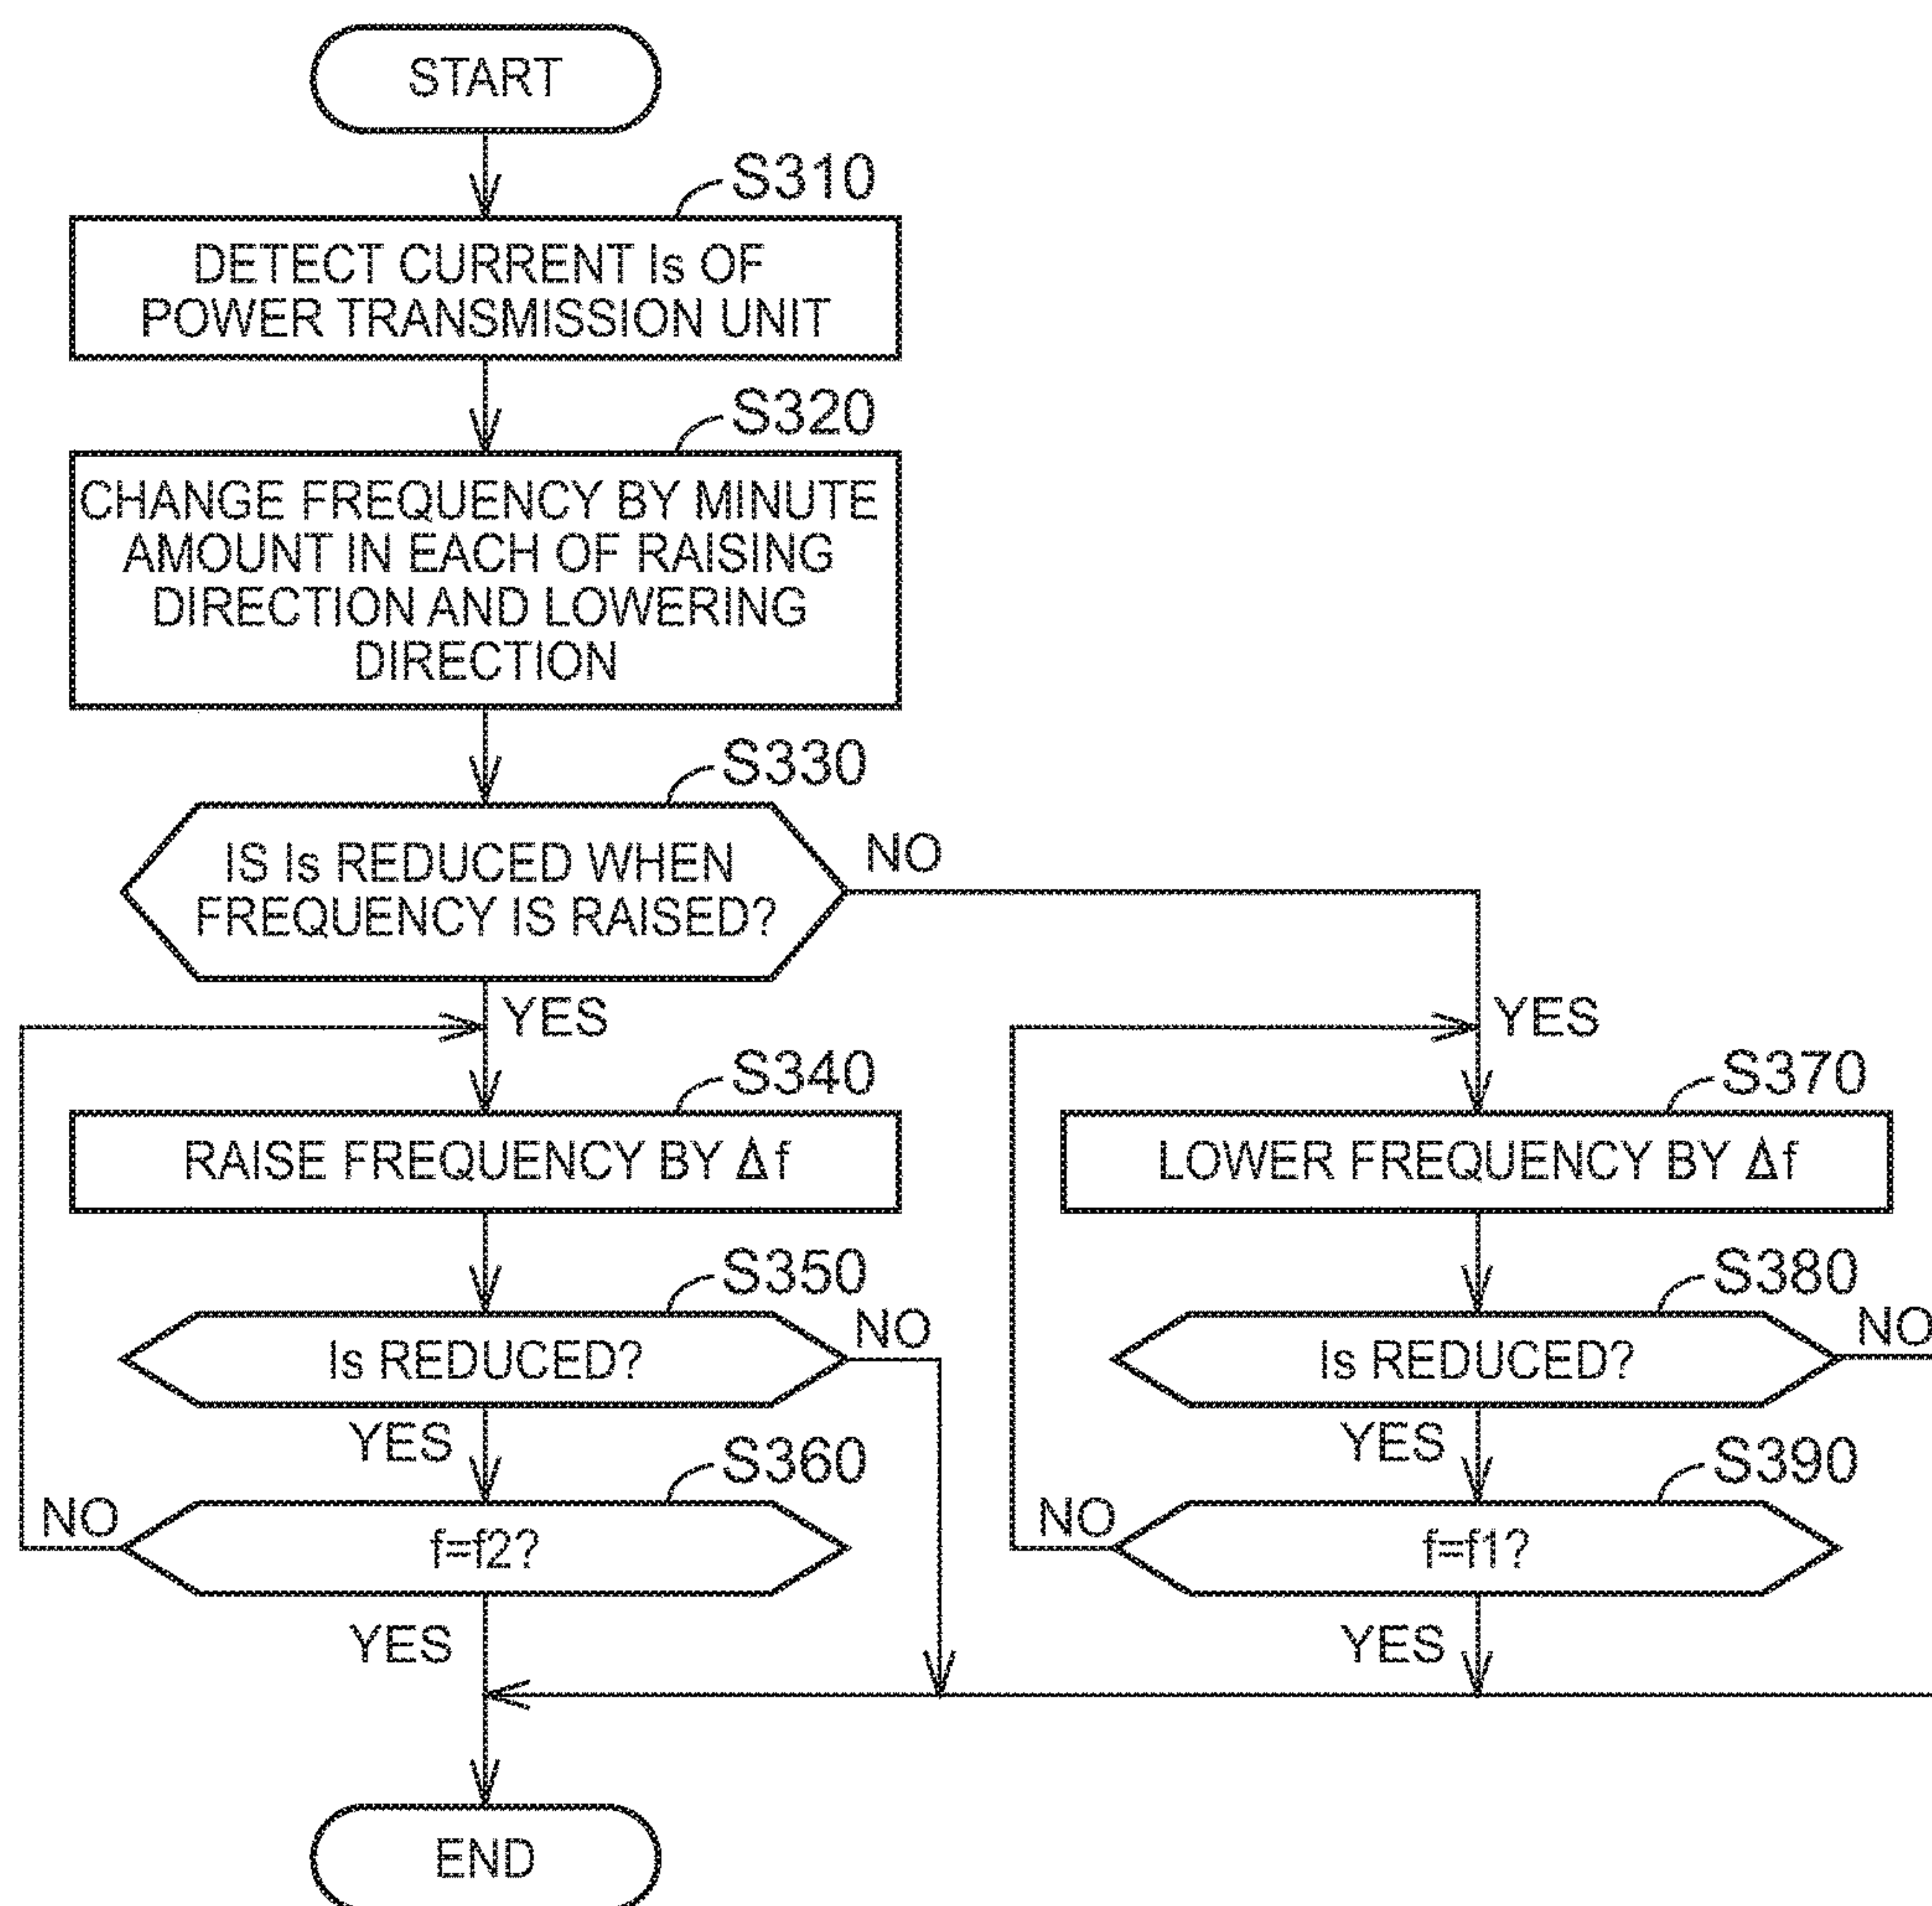 START
S310
DETECT CURRENT Is OF
POWER TRANSMISSION UNIT
S320
CHANGE FREQUENCY BY MINUTE
AMOUNT IN EACH OF RAISING
DIRECTION AND LOWERING
DIRECTION
S330
IS Is REDUCED WHEN
FREQUENCY IS RAISED?
NO
YES
YES
S340
RAISE FREQUENCY BY Δf
S370
LOWER FREQUENCY BY Δf
S350
Is REDUCED?
NO
S380
Is REDUCED?
NO
YES
S360
YES
S390
NO
f=f2?
NO
f=f1?
YES
YES
END